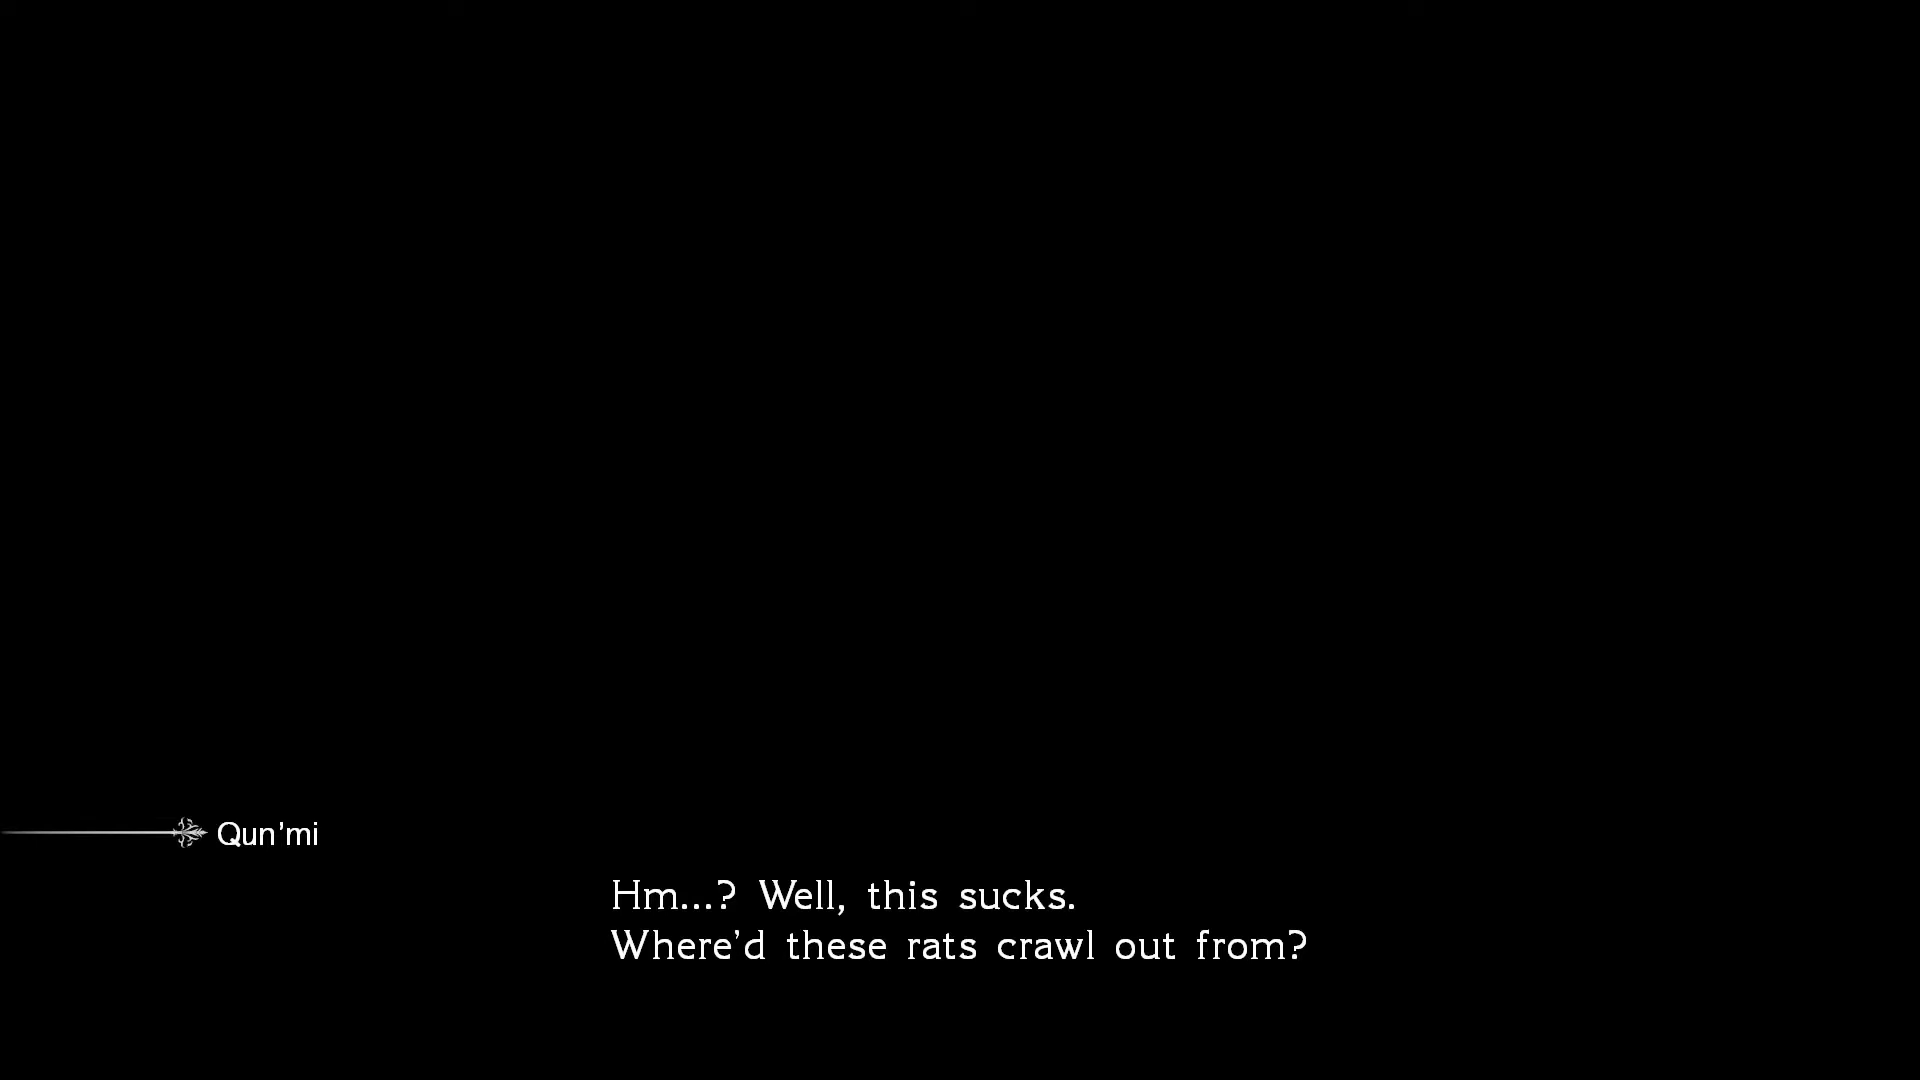 Qun'mi
Hm...? Well, this sucks.
Where'd these rats crawl out from?